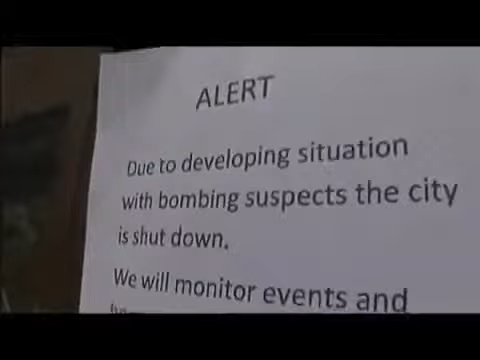 ALERT
Due to developing situation
with bombing suspects the city
is shut down.
We will monitor events and